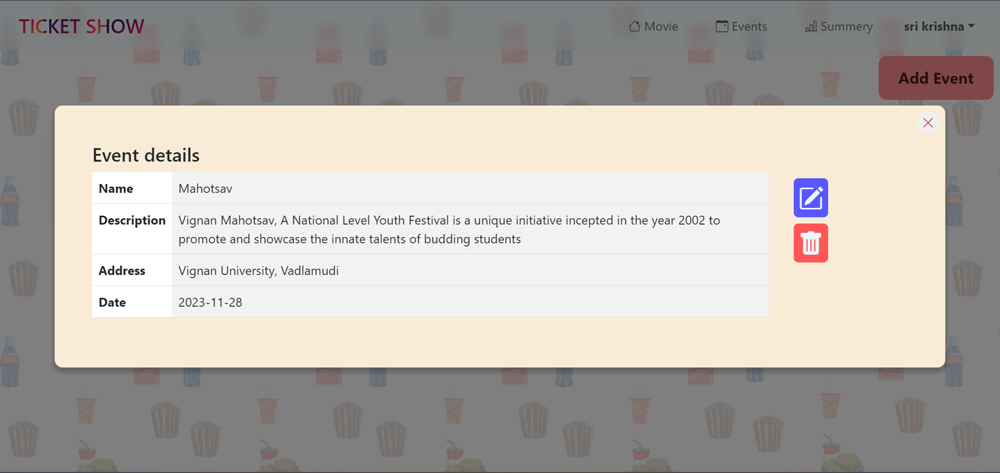 TICKET SHOW
Movie
Events
Summery
sri krishna
Add Event
Event details
Name
Mahotsav
Description
Vignan Mahotsav, A National Level Youth Festival is a unique initiative incepted in the year 2002 to
promote and showcase the innate talents of budding students
Address
Vignan University, Vadlamudi
Date
2023-11-28